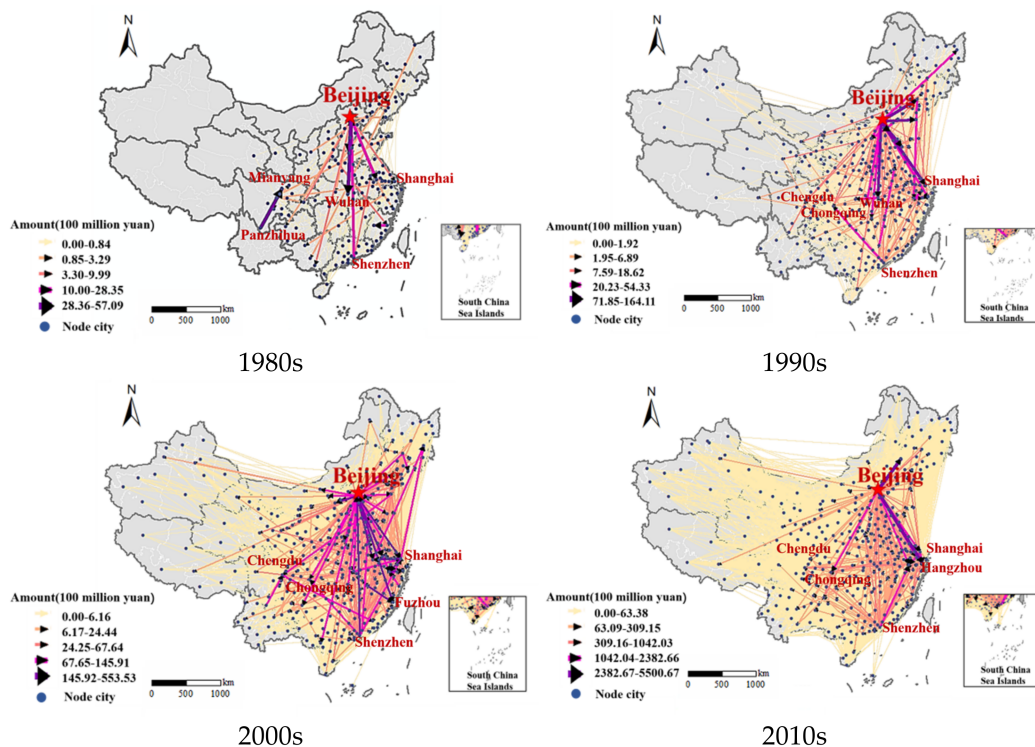 N
Beijing
Mianyang
Shanghai
Wuhan
Panzhihua
Shenzhen
Amount(100 million yuan)
0.00-0.84
0.85-3.29
3.30-9.99
10.00-28.35
28.36-57.09
Node city
km
0 500 1000
South China
Sea Islands
1980s
N
Beijing
Shanghai
Chengdu
Wuhan
Chongqing
Shenzhen
Amount(100 million yuan)
0.00-1.92
1.95-6.89
7.59-18.62
20.23-54.33
71.85-164.11
Node city
km
0 500 1000
South China
Sea Islands
1990s
N
Beijing
Shanghai
Chengdu
Chongqing
Fuzhou
Shenzhen
Amount(100 million yuan)
0.00-6.16
6.17-24.44
24.25-67.64
67.65-145.91
145.92-553.53
Node city
km
0 500 1000
South China
Sea Islands
2000s
N
Beijing
Shanghai
Chengdu
Hangzhou
Chongqing
Shenzhen
Amount(100 million yuan)
0.00-63.38
63.09-309.15
309.16-1042.03
1042.04-2382.66
2382.67-5500.67
Node city
km
0 500 1000
South China
Sea Islands
2010s